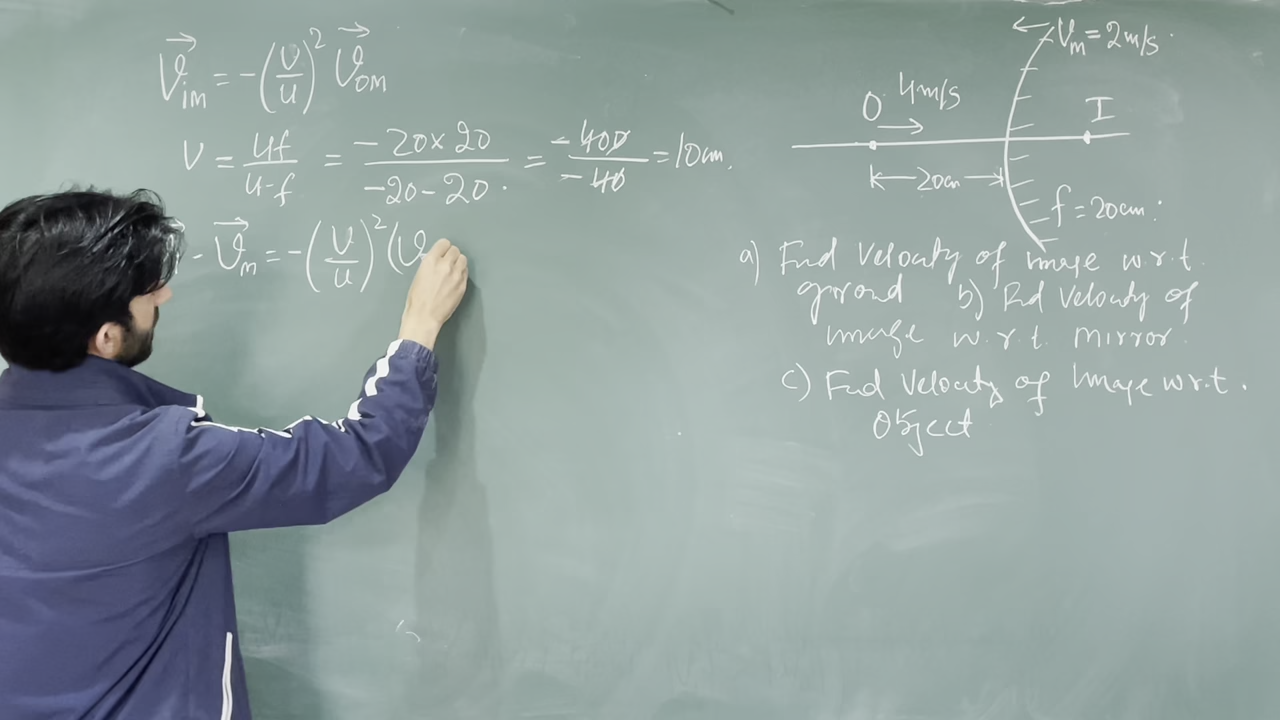 V⃗im = -(v/u)² V⃗om
V = uf/u-f = -20×20/-20-20 = -400/-40 = 10cm.
- V⃗m = -(V/u)² (V
Vm = 2m/s
4m/s
O
I
20cm
f = 20cm
a) Find Velocity of image w.r.t.
ground b) Find Velocity of
image w.r.t. mirror.
c) Find Velocity of Image w.r.t.
Object